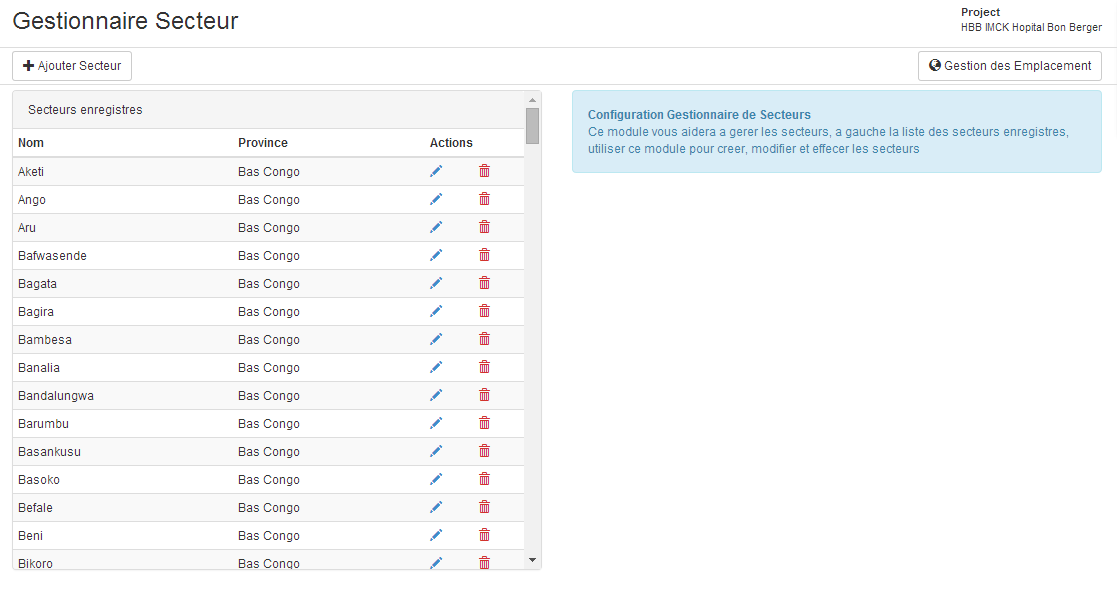 Gestionnaire Secteur
Project
HBB IMCK Hopital Bon Berger
Ajouter Secteur
Gestion des Emplacement
Secteurs enregistres
Nom Province Actions
Aketi Bas Congo
Ango Bas Congo
Aru Bas Congo
Bafwasende Bas Congo
Bagata Bas Congo
Bagira Bas Congo
Bambesa Bas Congo
Banalia Bas Congo
Bandalungwa Bas Congo
Barumbu Bas Congo
Basankusu Bas Congo
Basoko Bas Congo
Befale Bas Congo
Beni Bas Congo
Bikoro Bas Congo
Configuration Gestionnaire de Secteurs
Ce module vous aidera a gerer les secteurs, a gauche la liste des secteurs enregistres,
utiliser ce module pour creer, modifier et effecer les secteurs